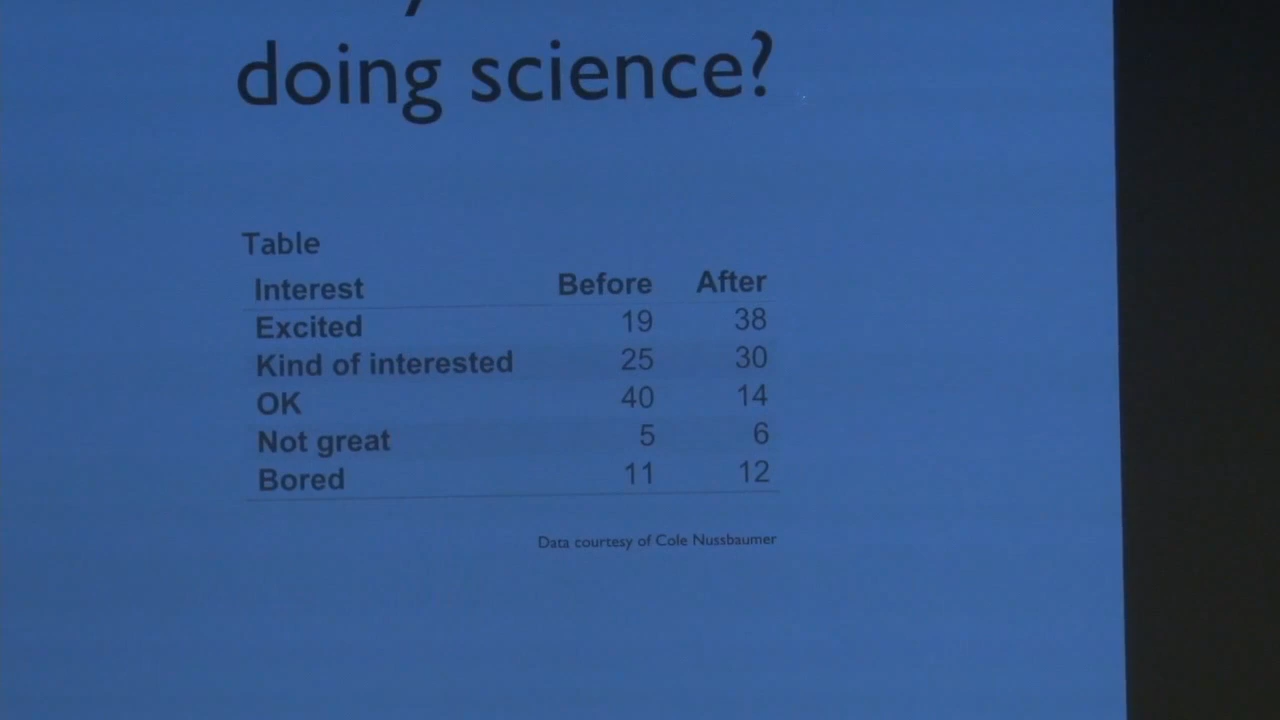 doing science?
Table
Interest Before After
Excited 19 38
Kind of interested 25 30
OK 40 14
Not great 5 6
Bored 11 12
Data courtesy of Cole Nussbaumer